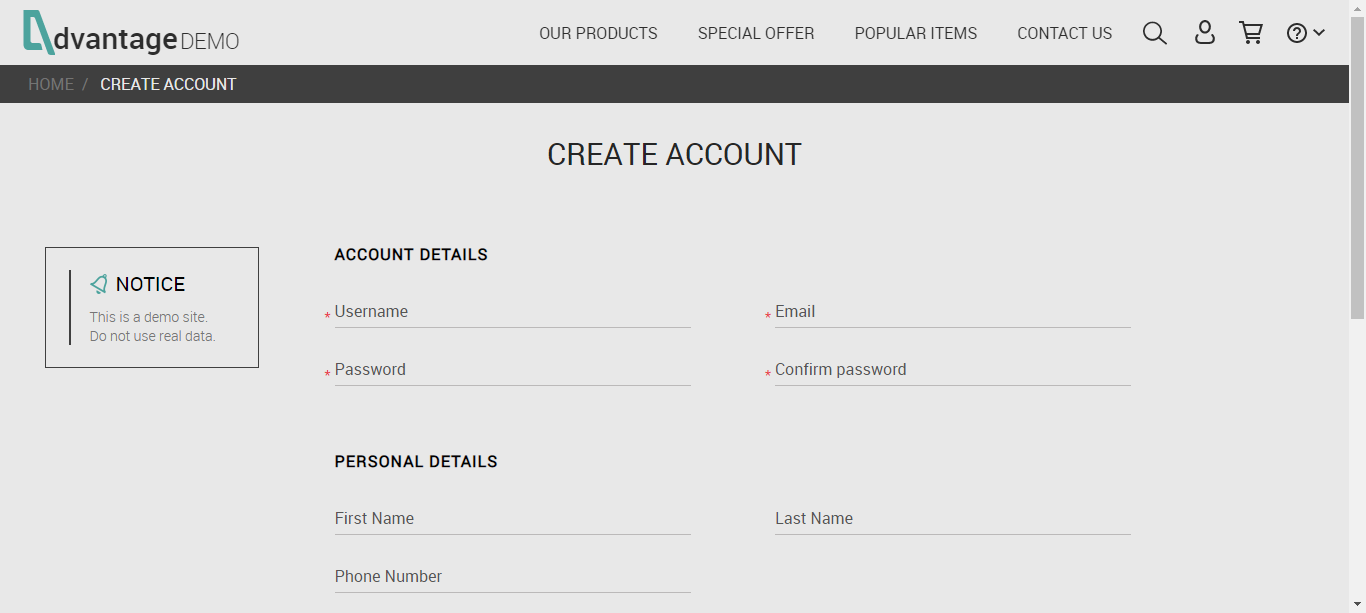 dvantage DEMO
OUR PRODUCTS SPECIAL OFFER POPULAR ITEMS CONTACT US
HOME / CREATE ACCOUNT
CREATE ACCOUNT
NOTICE
This is a demo site.
Do not use real data.
ACCOUNT DETAILS
* Username * Email
* Password * Confirm password
PERSONAL DETAILS
First Name Last Name
Phone Number